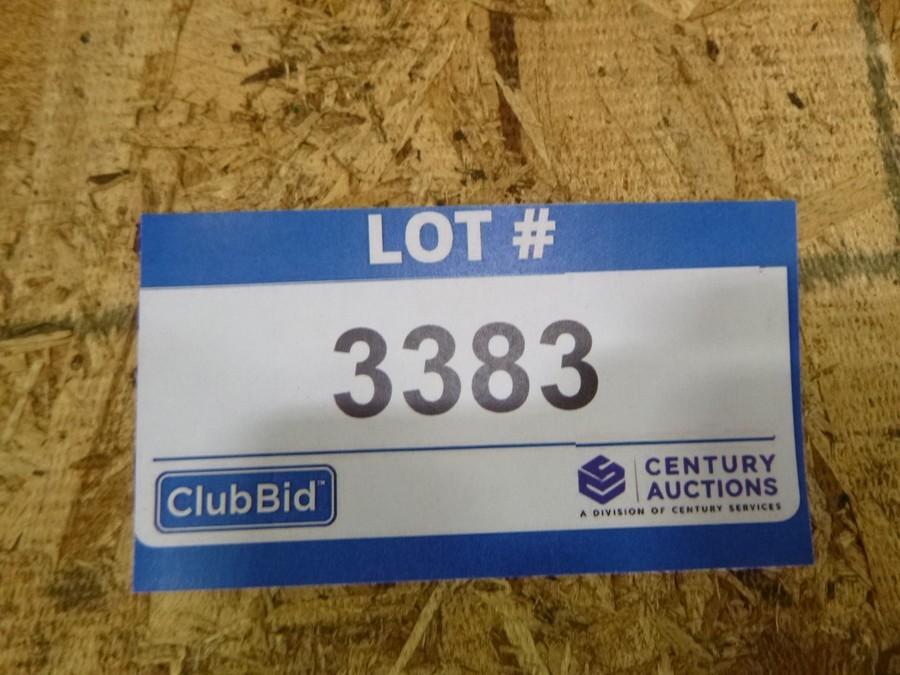 LOT #
3383
ClubBid™
CENTURY
AUCTIONS
A DIVISION OF CENTURY SERVICES